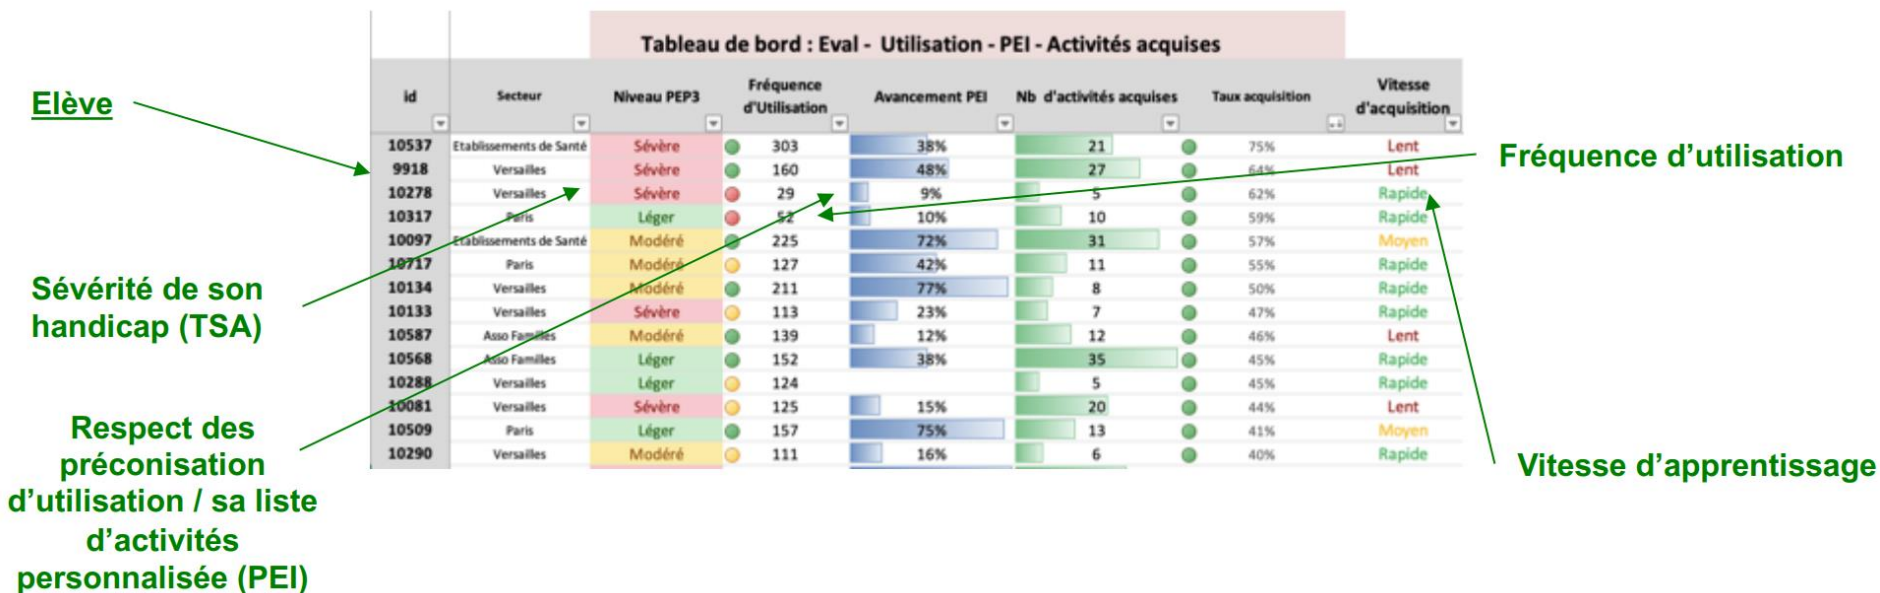 Tableau de bord : Eval - Utilisation - PEI - Activités acquises
id Secteur Niveau PEP3 Fréquence d'Utilisation Avancement PEI Nb d'activités acquises Taux acquisition Vitesse d'acquisition
10537 Etablissements de Santé Sévère 303 38% 21 75% Lent
9918 Versailles Sévère 160 48% 27 64% Lent
10278 Versailles Sévère 29 9% 5 62% Rapide
10317 Paris Léger 52 10% 10 59% Rapide
10097 Etablissements de Santé Modéré 225 72% 31 57% Moyen
10717 Paris Modéré 127 42% 11 55% Rapide
10134 Versailles Modéré 211 77% 8 50% Rapide
10133 Versailles Sévère 113 23% 7 47% Rapide
10587 Asso Familles Modéré 139 12% 12 46% Lent
10568 Asso Familles Léger 152 38% 35 45% Rapide
10288 Versailles Léger 124 5 45% Rapide
10081 Versailles Sévère 125 15% 20 44% Lent
10509 Paris Léger 157 75% 13 41% Moyen
10290 Versailles Modéré 111 16% 6 40% Rapide
Elève
Sévérité de son
handicap (TSA)
Respect des
préconisation
d'utilisation / sa liste
d'activités
personnalisée (PEI)
Fréquence d'utilisation
Vitesse d'apprentissage